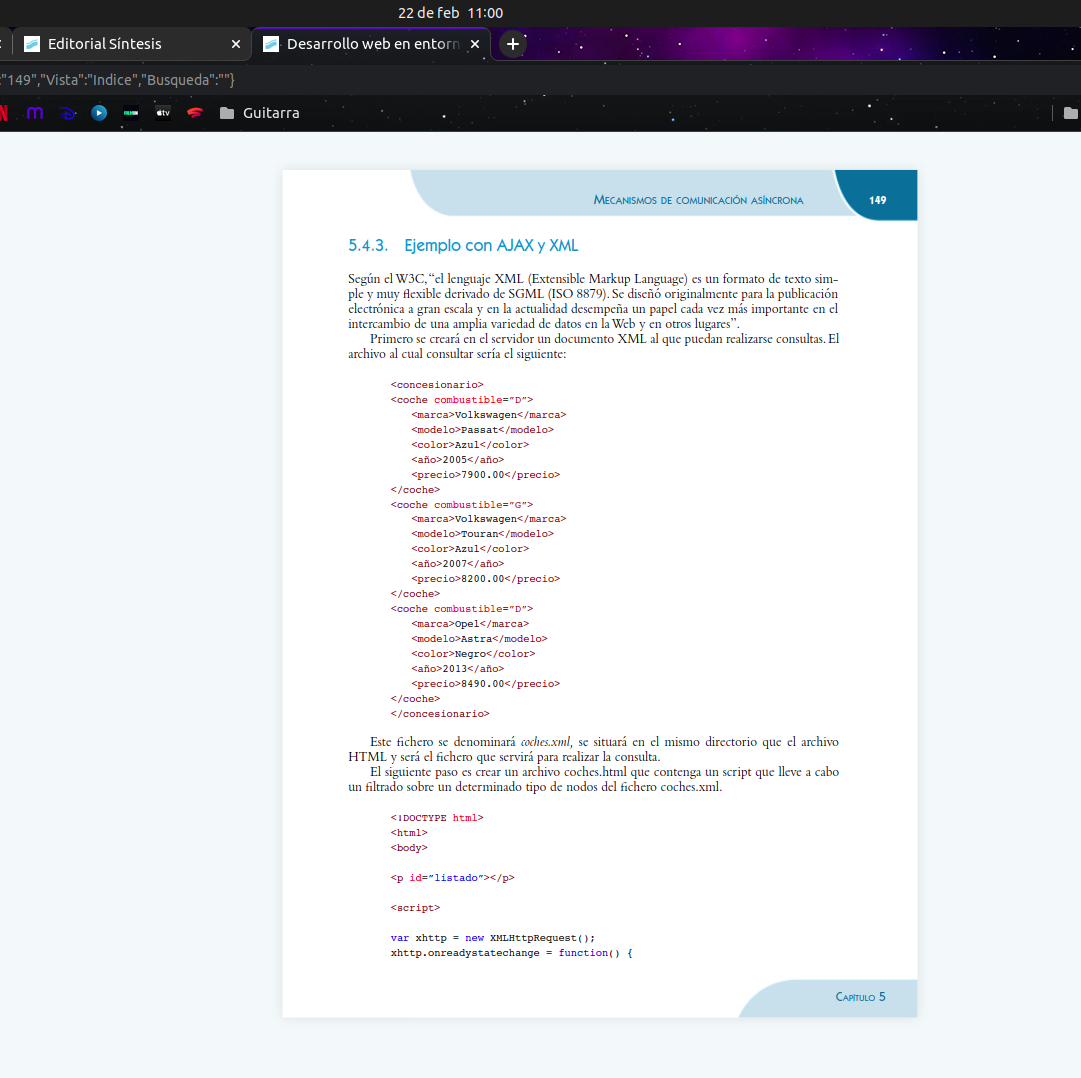 22 de feb 11:00
Editorial Síntesis
Desarrollo web en entorn
"149","Vista":"Indice","Busqueda":""}
Guitarra
Mecanismos de comunicación asíncrona
149
5.4.3. Ejemplo con AJAX y XML
Según el W3C, “el lenguaje XML (Extensible Markup Language) es un formato de texto sim-
ple y muy flexible derivado de SGML (ISO 8879). Se diseñó originalmente para la publicación
electrónica a gran escala y en la actualidad desempeña un papel cada vez más importante en el
intercambio de una amplia variedad de datos en la Web y en otros lugares”.
Primero se creará en el servidor un documento XML al que puedan realizarse consultas. El
archivo al cual consultar sería el siguiente:
<concesionario>
<coche combustible=”D”>
<marca>Volkswagen</marca>
<modelo>Passat</modelo>
<color>Azul</color>
<año>2005</año>
<precio>7900.00</precio>
</coche>
<coche combustible=”G”>
<marca>Volkswagen</marca>
<modelo>Touran</modelo>
<color>Azul</color>
<año>2007</año>
<precio>8200.00</precio>
</coche>
<coche combustible=”D”>
<marca>Opel</marca>
<modelo>Astra</modelo>
<color>Negro</color>
<año>2013</año>
<precio>8490.00</precio>
</coche>
</concesionario>
Este fichero se denominará coches.xml, se situará en el mismo directorio que el archivo
HTML y será el fichero que servirá para realizar la consulta.
El siguiente paso es crear un archivo coches.html que contenga un script que lleve a cabo
un filtrado sobre un determinado tipo de nodos del fichero coches.xml.
<!DOCTYPE html>
<html>
<body>
<p id=”listado”></p>
<script>
var xhttp = new XMLHttpRequest();
xhttp.onreadystatechange = function() {
Capítulo 5